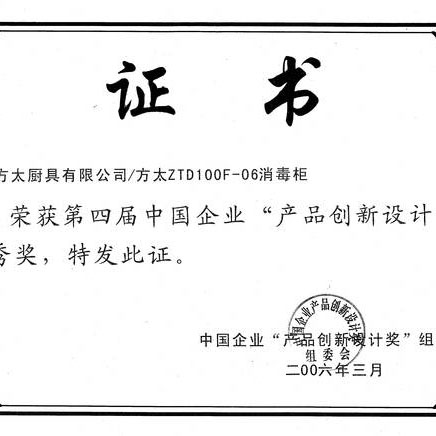 证书
方太厨具有限公司/方太ZTD100F-06消毒柜
荣获第四届中国企业“产品创新设计
秀奖，特发此证。
中国企业产品创新设计奖
组委会
中国企业“产品创新设计奖”组
二00六年三月